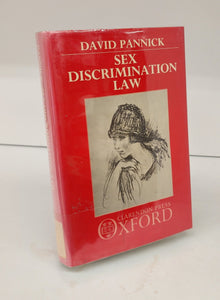 DAVID PANNICK
SEX
DISCRIMINATION
LAW
CLARENDON PRESS
OXFORD